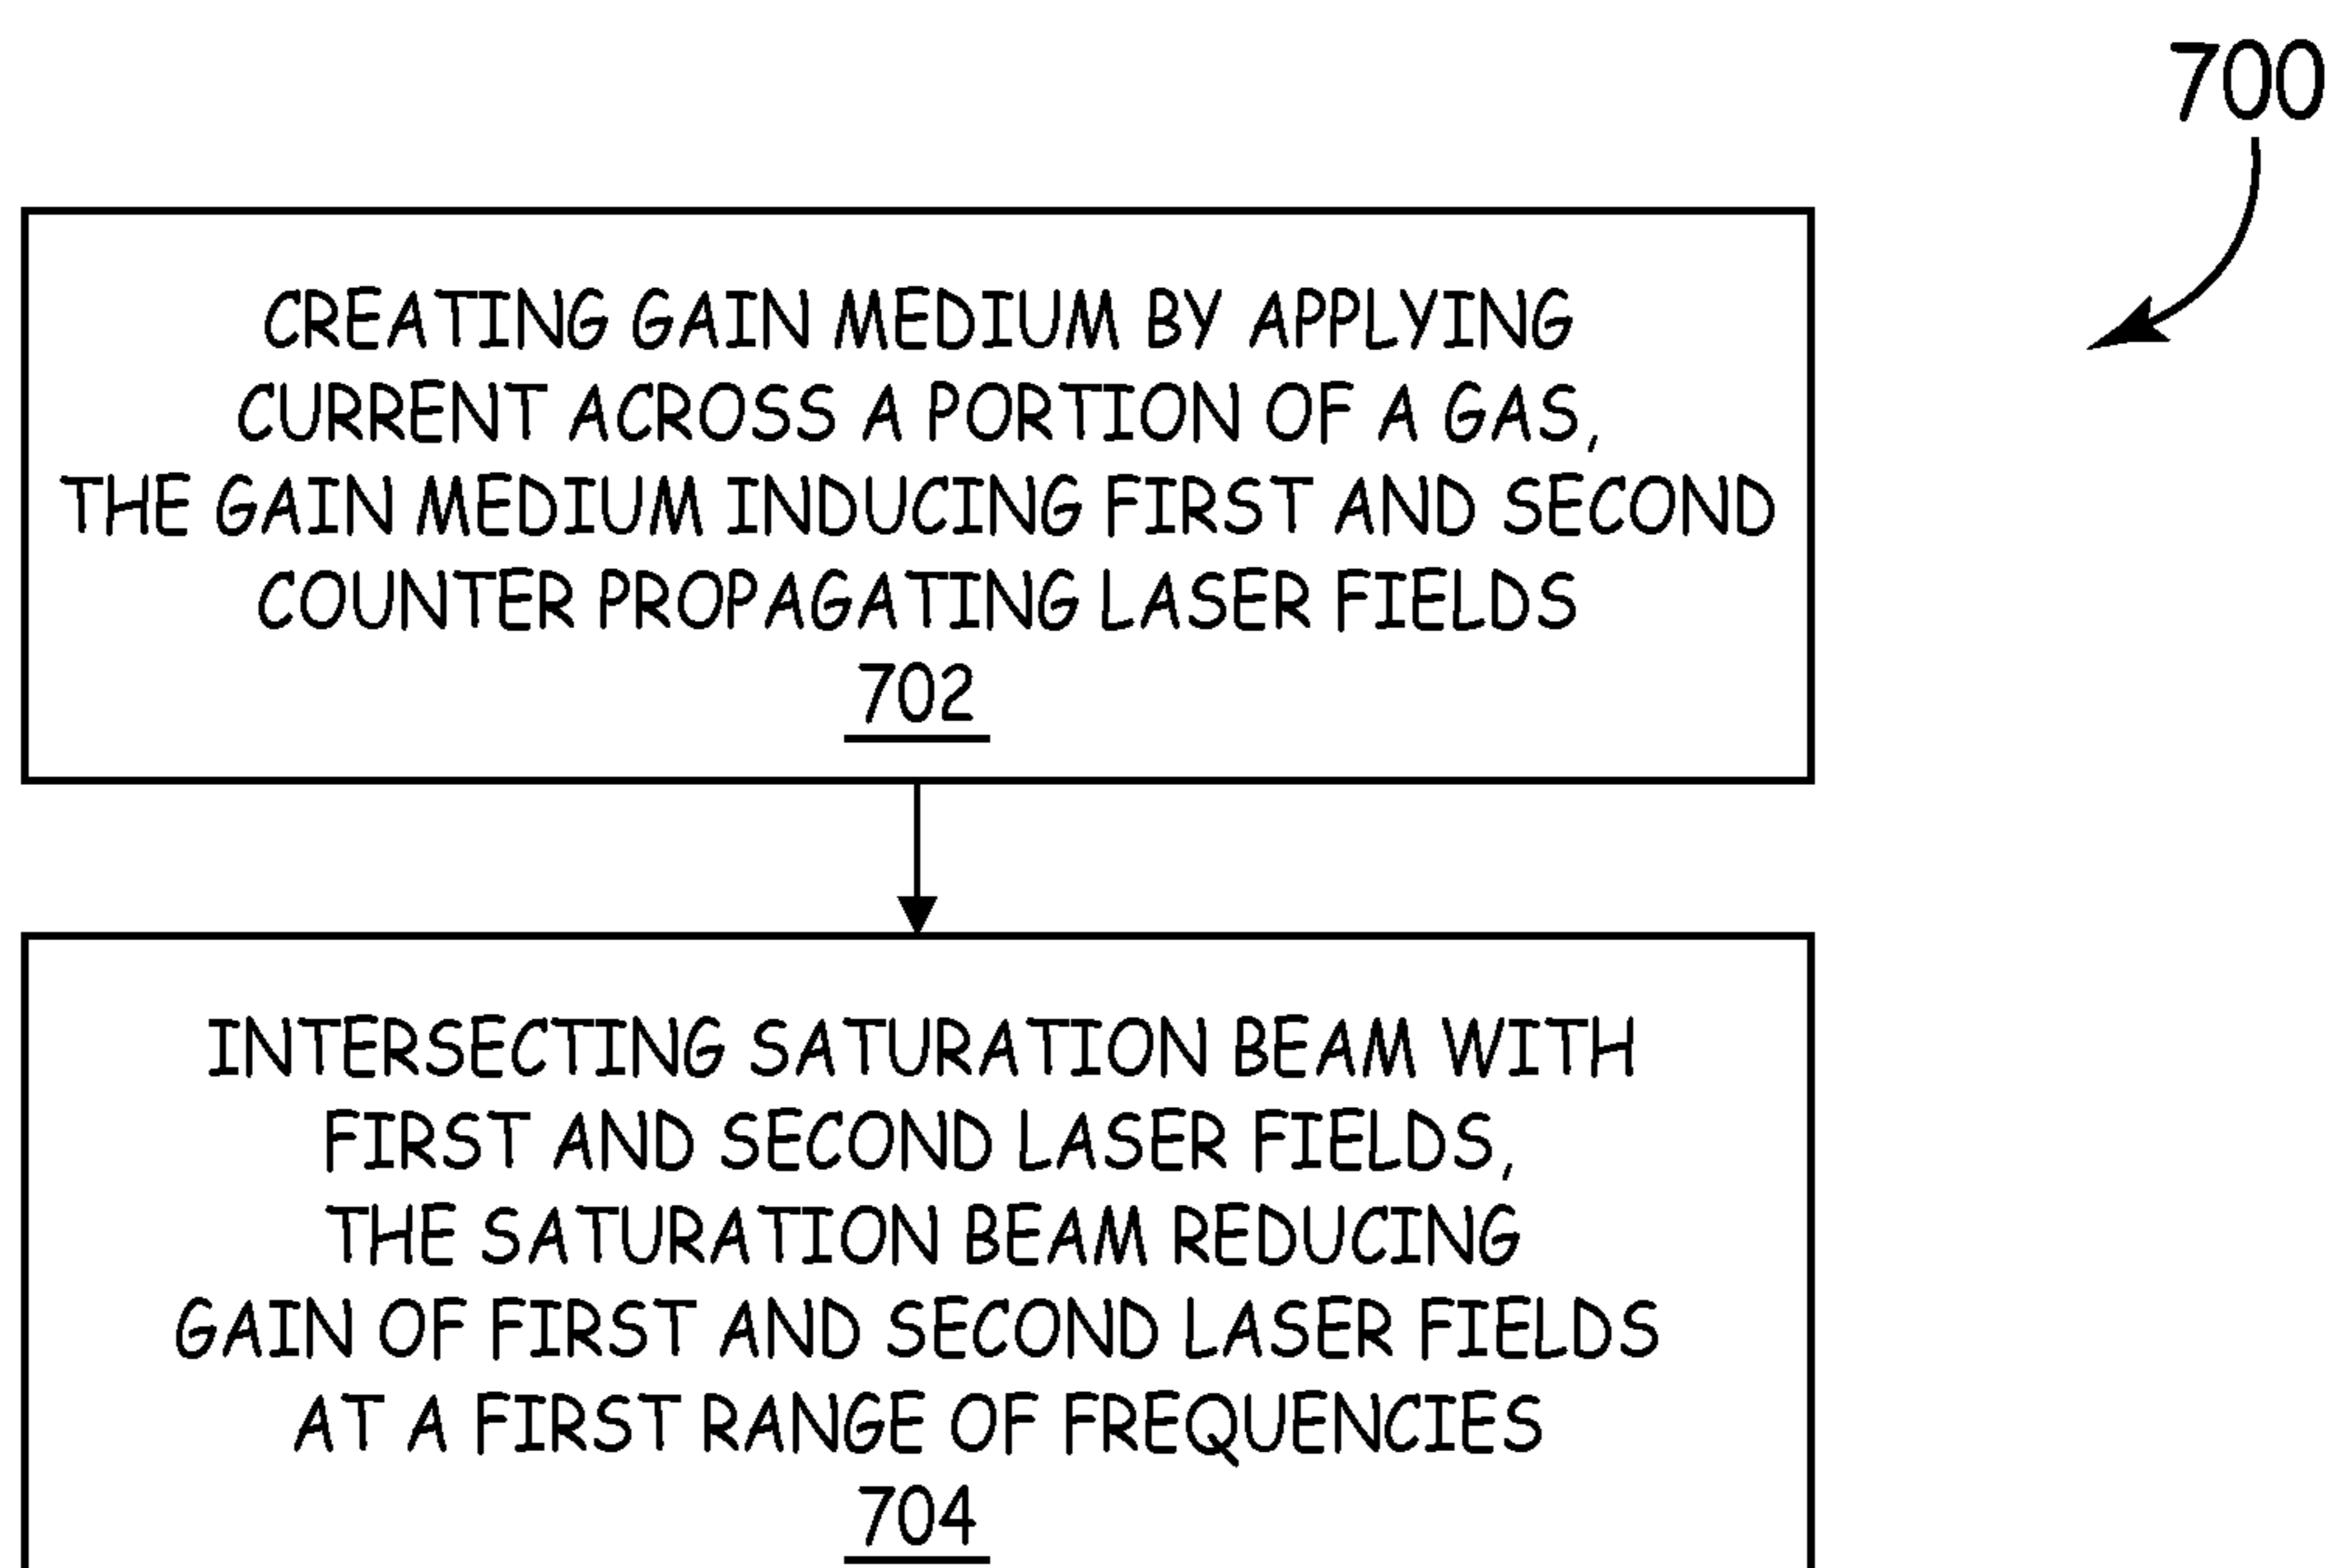 700
CREATING GAIN MEDIUM BY APPLYING
CURRENT ACROSS A PORTION OF A GAS,
THE GAIN MEDIUM INDUCING FIRST AND SECOND
COUNTER PROPAGATING LASER FIELDS
702
INTERSECTING SATURATION BEAM WITH
FIRST AND SECOND LASER FIELDS,
THE SATURATION BEAM REDUCING
GAIN OF FIRST AND SECOND LASER FIELDS
AT A FIRST RANGE OF FREQUENCIES
704